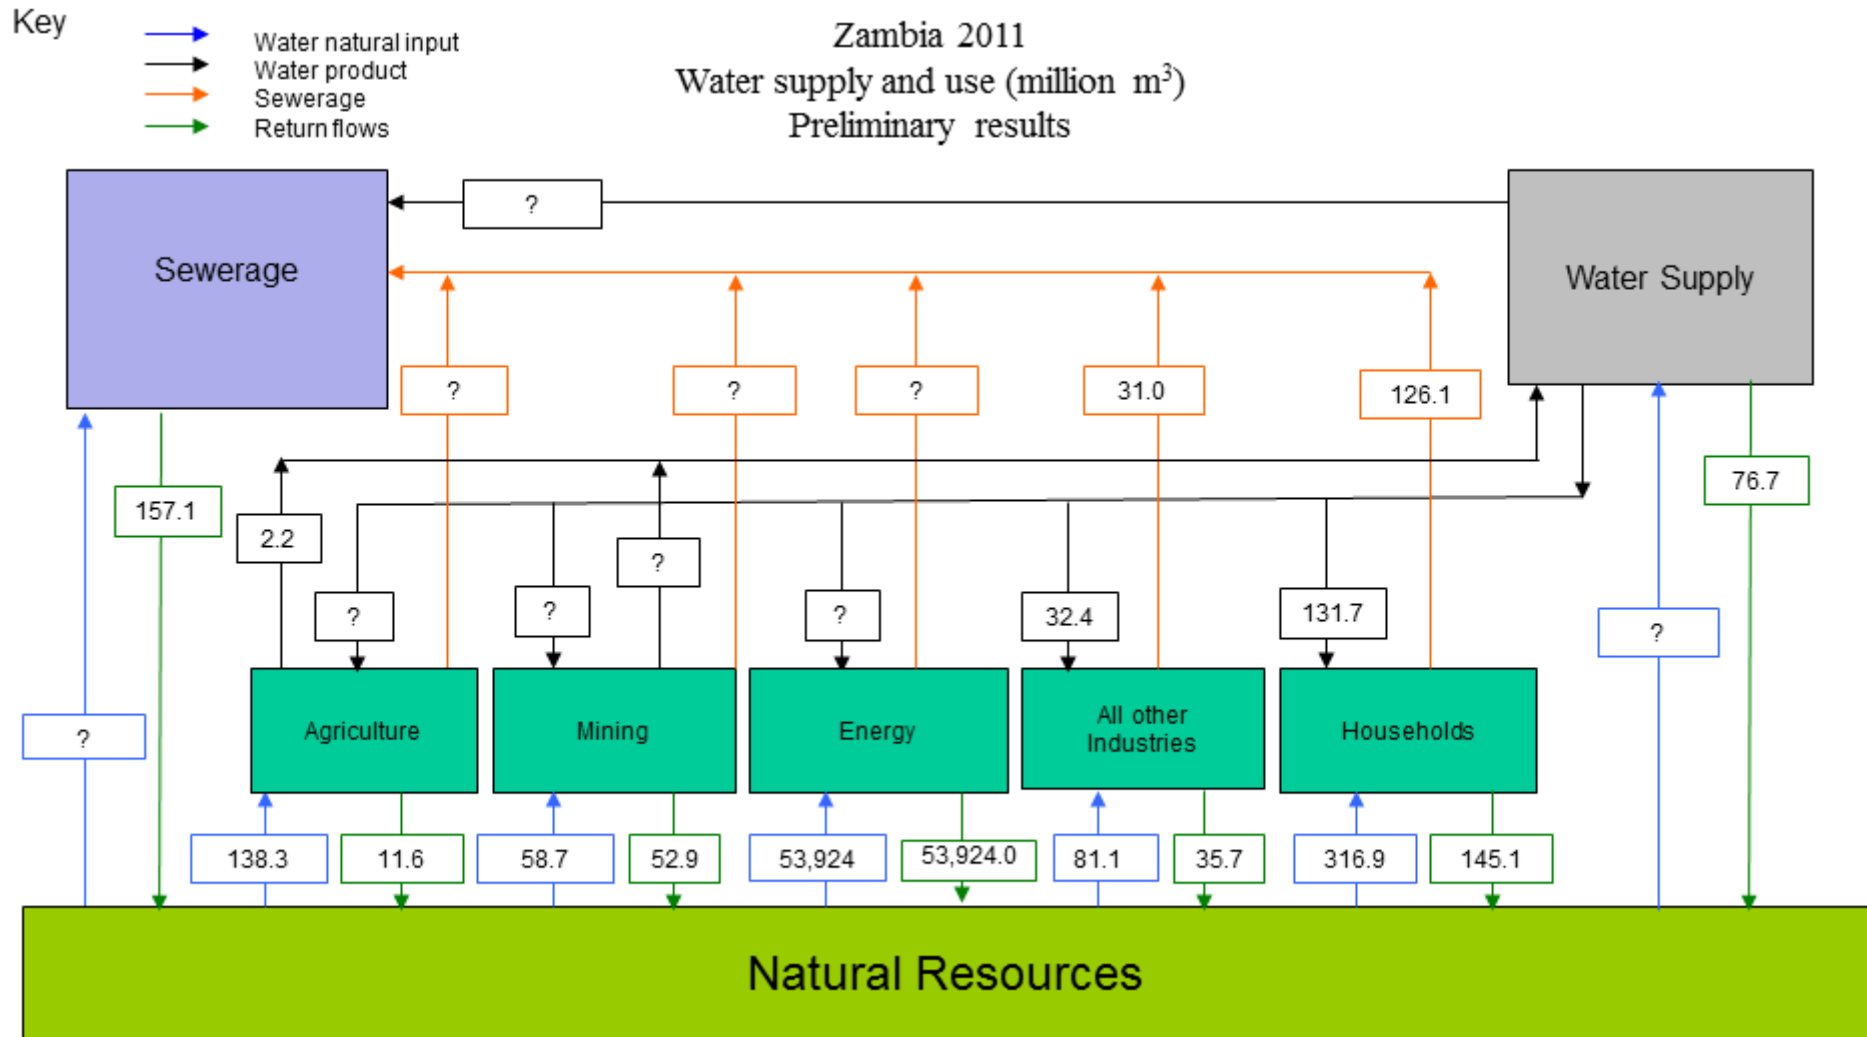 Key
Water natural input
Water product
Sewerage
Return flows
Zambia 2011
Water supply and use (million m³)
Preliminary results
Sewerage
?
Water Supply
?
?
?
31.0
126.1
157.1
2.2
?
76.7
?
?
?
32.4
131.7
?
?
Agriculture
Mining
Energy
All other
Industries
Households
138.3
11.6
58.7
52.9
53,924
53,924.0
81.1
35.7
316.9
145.1
Natural Resources